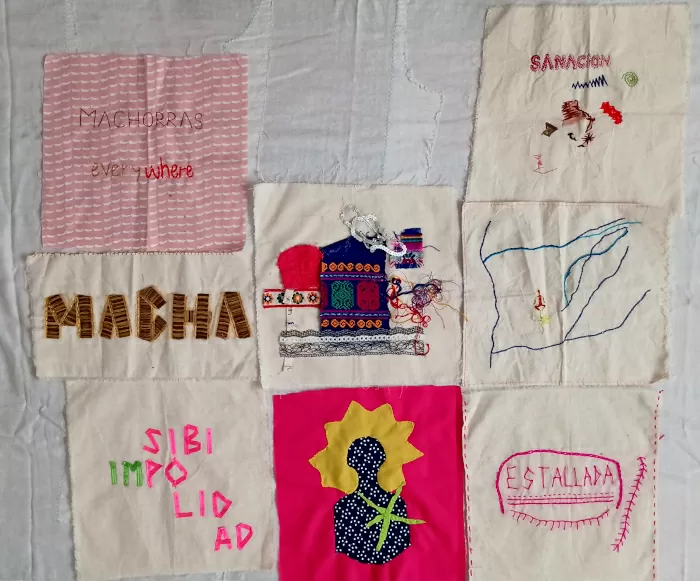 MACHORRAS
everywhere
SANACIÓN
MACHA
SIBI
IMPO
LID
AD
ESTALLADA